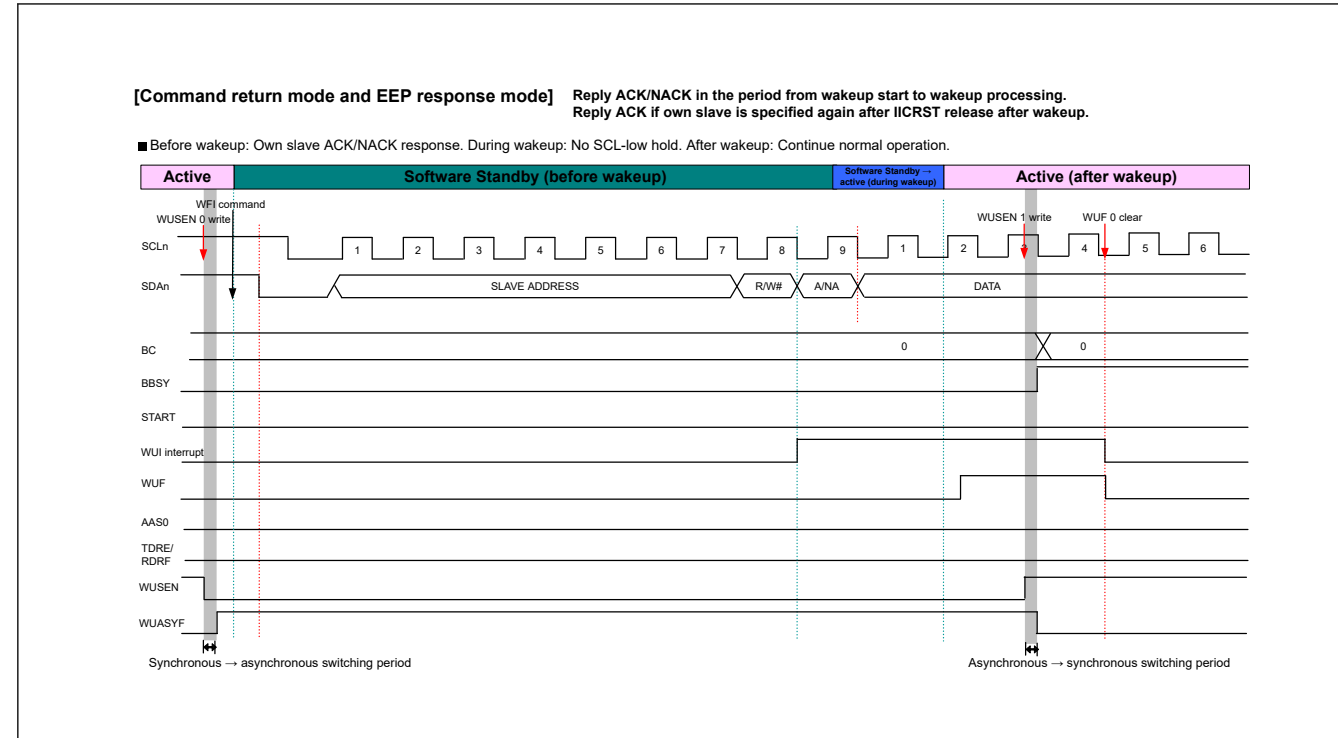 [Command return mode and EEP response mode] Reply ACK/NACK in the period from wakeup start to wakeup processing.
Reply ACK if own slave is specified again after IICRST release after wakeup.
■ Before wakeup: Own slave ACK/NACK response. During wakeup: No SCL-low hold. After wakeup: Continue normal operation.
Active Software Standby (before wakeup) Software Standby → Active (after wakeup)
active (during wakeup)
WFI command
WUSEN 0 write WUSEN 1 write WUF 0 clear
SCLn 1 2 3 4 5 6 7 8 9 1 2 3 4 5 6
SDAn SLAVE ADDRESS R/W# A/NA DATA
BC 0 0
BBSY
START
WUI interrupt
WUF
AAS0
TDRE/
RDRF
WUSEN
WUASYF
Synchronous → asynchronous switching period Asynchronous → synchronous switching period